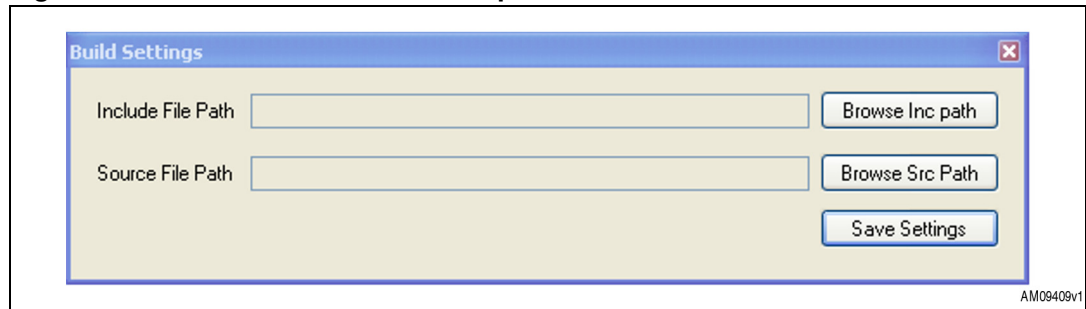 Build Settings
Include File Path Browse Inc path
Source File Path Browse Src Path
Save Settings
AM09409v1